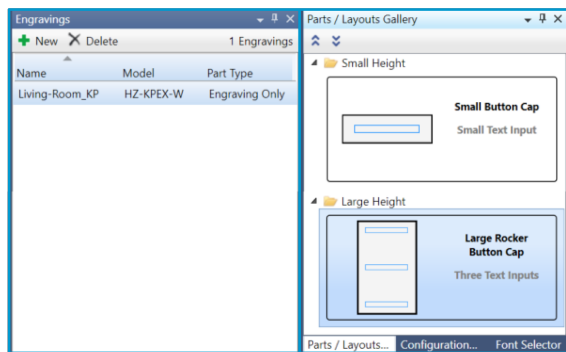 Engravings
New Delete 1 Engravings
Name Model Part Type
Living-Room_KP HZ-KPEX-W Engraving Only
Parts / Layouts Gallery
Small Height
Small Button Cap
Small Text Input
Large Height
Large Rocker
Button Cap
Three Text Inputs
Parts / Layouts... Configuration... Font Selector